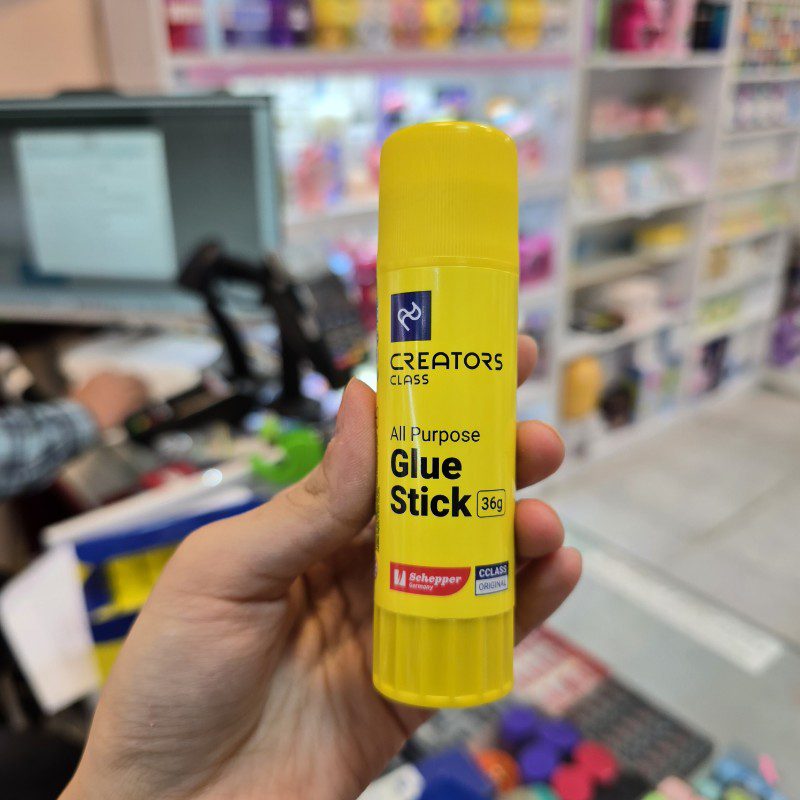 CREATORS
CLASS
All Purpose
Glue
Stick 36g
Schepper
Germany
CCLASS
ORIGINAL